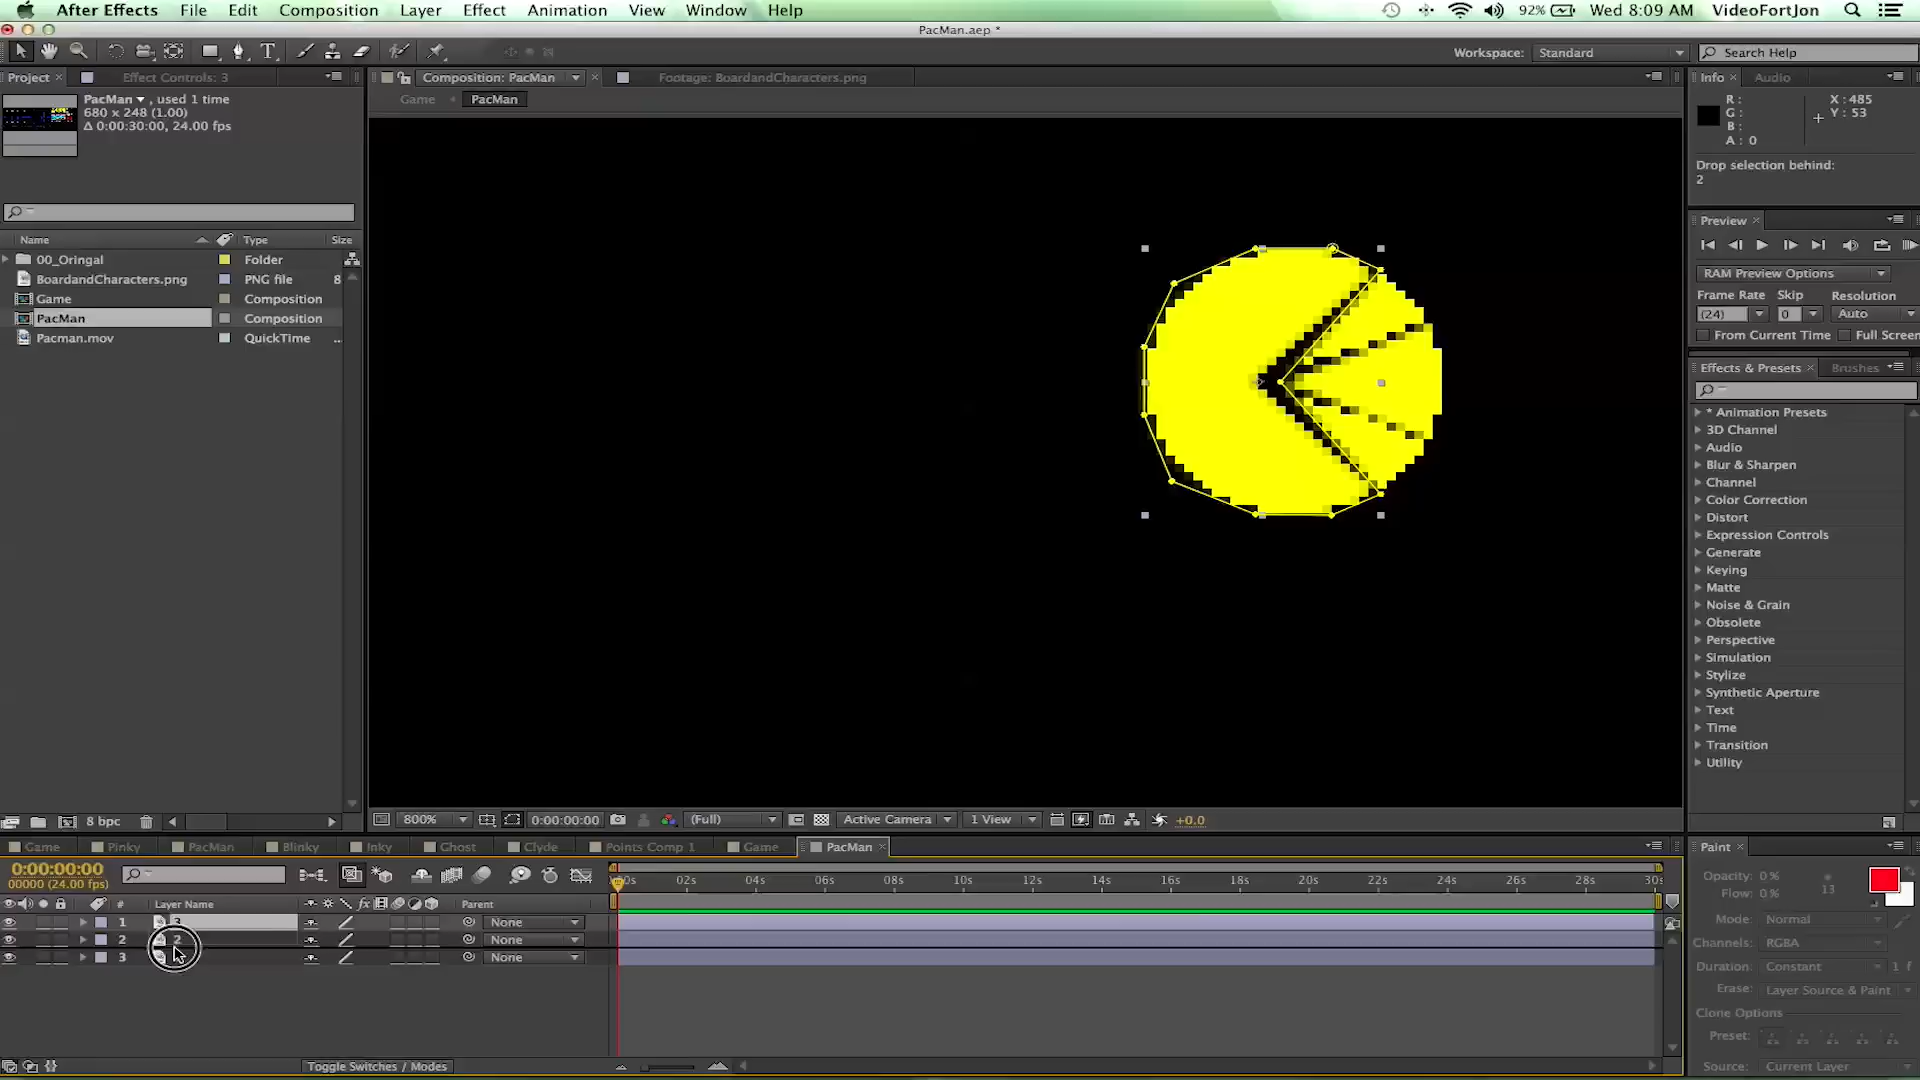 After Effects File Edit Composition Layer Effect Animation View Window Help 92% Wed 8:09 AM VideoFortJon
PacMan.aep *
Workspace: Standard Search Help
Project Effect Controls: 3 Composition: PacMan Footage: BoardandCharacters.png Info Audio
PacMan , used 1 time
680 x 248 (1.00)
Δ 0:00:30:00, 24.00 fps
Game PacMan
R: X: 485
G: Y: 53
B:
A: 0
Drop selection behind:
2
Preview
RAM Preview Options
Frame Rate Skip Resolution
(24) 0 Auto
From Current Time Full Screen
Name Type Size
00_Oringal Folder
BoardandCharacters.png PNG file 8
Game Composition
PacMan Composition
Pacman.mov QuickTime ..
Effects & Presets Brushes
* Animation Presets
3D Channel
Audio
Blur & Sharpen
Channel
Color Correction
Distort
Expression Controls
Generate
Keying
Matte
Noise & Grain
Obsolete
Perspective
Simulation
Stylize
Synthetic Aperture
Text
Time
Transition
Utility
8 bpc 800% 0:00:00:00 (Full) Active Camera 1 View +0.0
Game Pinky PacMan Blinky Inky Ghost Clyde Points Comp 1 Game PacMan
0:00:00:00
00000 (24.00 fps)
02s 04s 06s 08s 10s 12s 14s 16s 18s 20s 22s 24s 26s 28s 30s
# Layer Name fx Parent
1 3 None
2 2 None
3 None
Toggle Switches / Modes
Paint
Opacity: 0 %
Flow: 0 % 13
Mode: Normal
Channels: RGBA
Duration: Constant 1 f
Erase: Layer Source & Paint
Clone Options
Preset:
Source: Current Layer